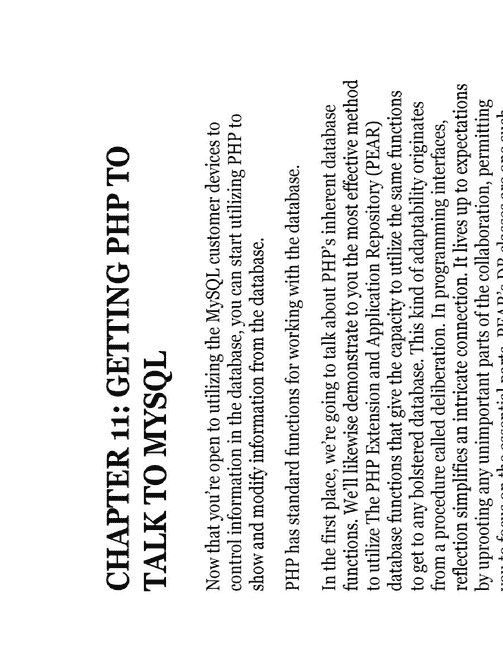 CHAPTER 11: GETTING PHP TO
TALK TO MYSQL
Now that you're open to utilizing the MySQL customer devices to
control information in the database, you can start utilizing PHP to
show and modify information from the database.
PHP has standard functions for working with the database.
In the first place, we're going to talk about PHP's inherent database
functions. We'll likewise demonstrate to you the most effective method
to utilize The PHP Extension and Application Repository (PEAR)
database functions that give the capacity to utilize the same functions
to get to any bolstered database. This kind of adaptability originates
from a procedure called deliberation. In programming interfaces,
reflection simplifies an intricate connection. It lives up to expectations
by uprooting any unimportant parts of the collaboration, permitting